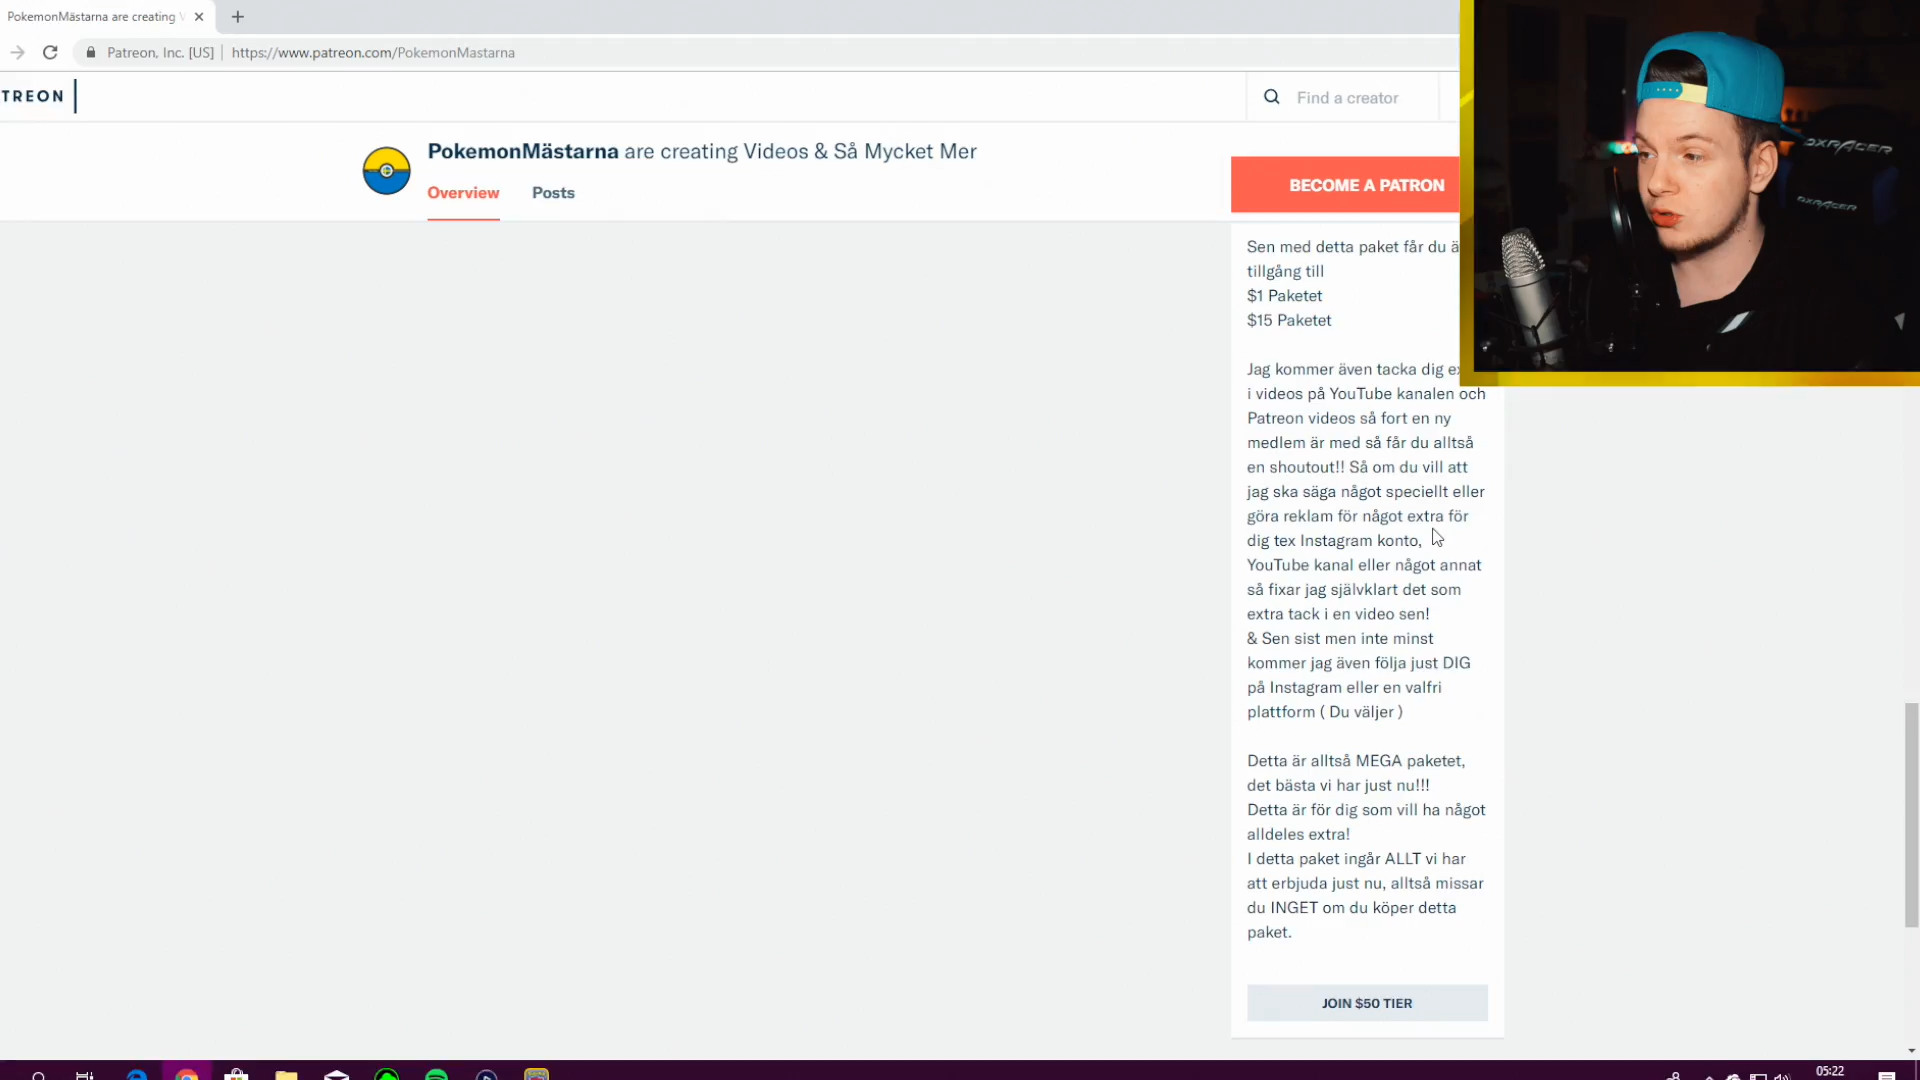 PokemonMästarna are creating
Patreon, Inc. [US] https://www.patreon.com/PokemonMastarna
TREON
Find a creator
PokemonMästarna are creating Videos & Så Mycket Mer
Overview Posts
BECOME A PATRON
Sen med detta paket får du
tillgång till
$1 Paketet
$15 Paketet
Jag kommer även tacka dig
i videos på YouTube kanalen och
Patreon videos så fort en ny
medlem är med så får du alltså
en shoutout!! Så om du vill att
jag ska säga något speciellt eller
göra reklam för något extra för
dig tex Instagram konto,
YouTube kanal eller något annat
så fixar jag självklart det som
extra tack i en video sen!
& Sen sist men inte minst
kommer jag även följa just DIG
på Instagram eller en valfri
plattform ( Du väljer )
Detta är alltså MEGA paketet,
det bästa vi har just nu!!!
Detta är för dig som vill ha något
alldeles extra!
I detta paket ingår ALLT vi har
att erbjuda just nu, alltså missar
du INGET om du köper detta
paket.
JOIN $50 TIER
05:22
DXRACER
DXRACER